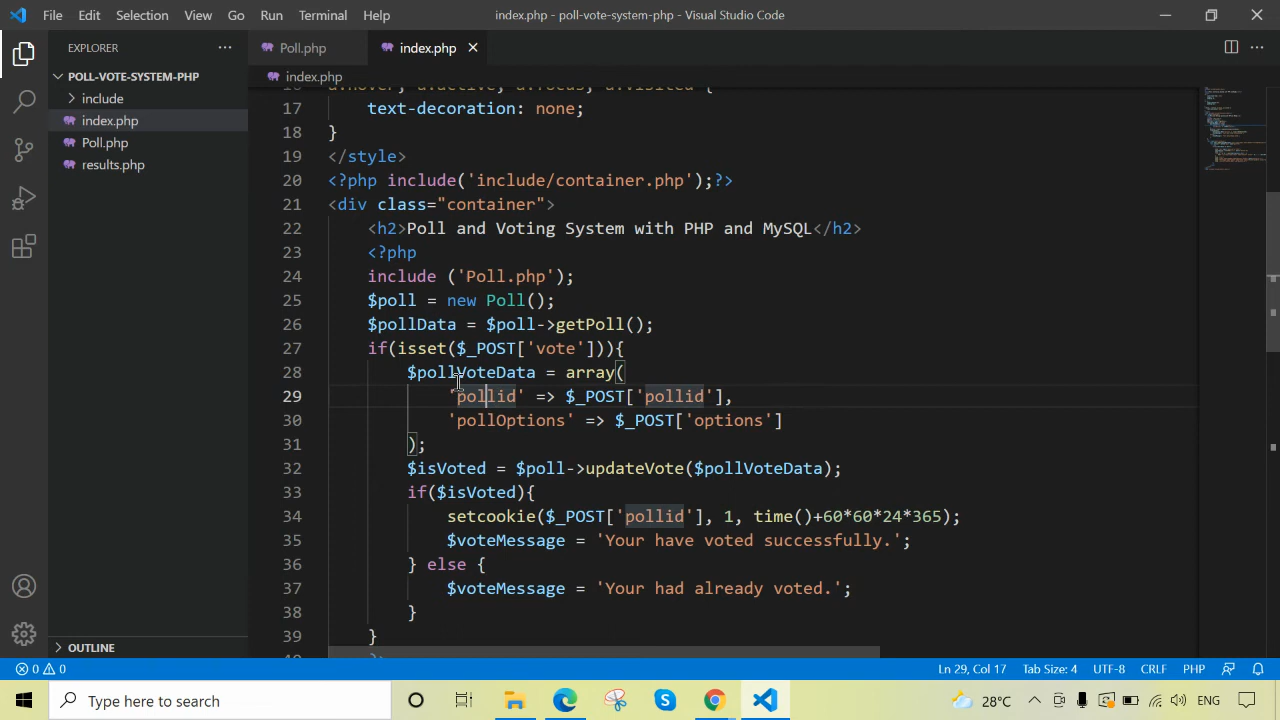 File Edit Selection View Go Run Terminal Help index.php - poll-vote-system-php - Visual Studio Code
EXPLORER
Poll.php
index.php
POLL-VOTE-SYSTEM-PHP
include
index.php
Poll.php
results.php
OUTLINE
index.php
17 text-decoration: none;
18 }
19 </style>
20 <?php include('include/container.php');?>
21 <div class="container">
22 <h2>Poll and Voting System with PHP and MySQL</h2>
23 <?php
24 include ('Poll.php');
25 $poll = new Poll();
26 $pollData = $poll->getPoll();
27 if(isset($_POST['vote'])){
28 $pollVoteData = array(
29 'pollid' => $_POST['pollid'],
30 'pollOptions' => $_POST['options']
31 );
32 $isVoted = $poll->updateVote($pollVoteData);
33 if($isVoted){
34 setcookie($_POST['pollid'], 1, time()+60*60*24*365);
35 $voteMessage = 'Your have voted successfully.';
36 } else {
37 $voteMessage = 'Your had already voted.';
38 }
39 }
0 0 Ln 29, Col 17 Tab Size: 4 UTF-8 CRLF PHP
Type here to search 28°C ENG